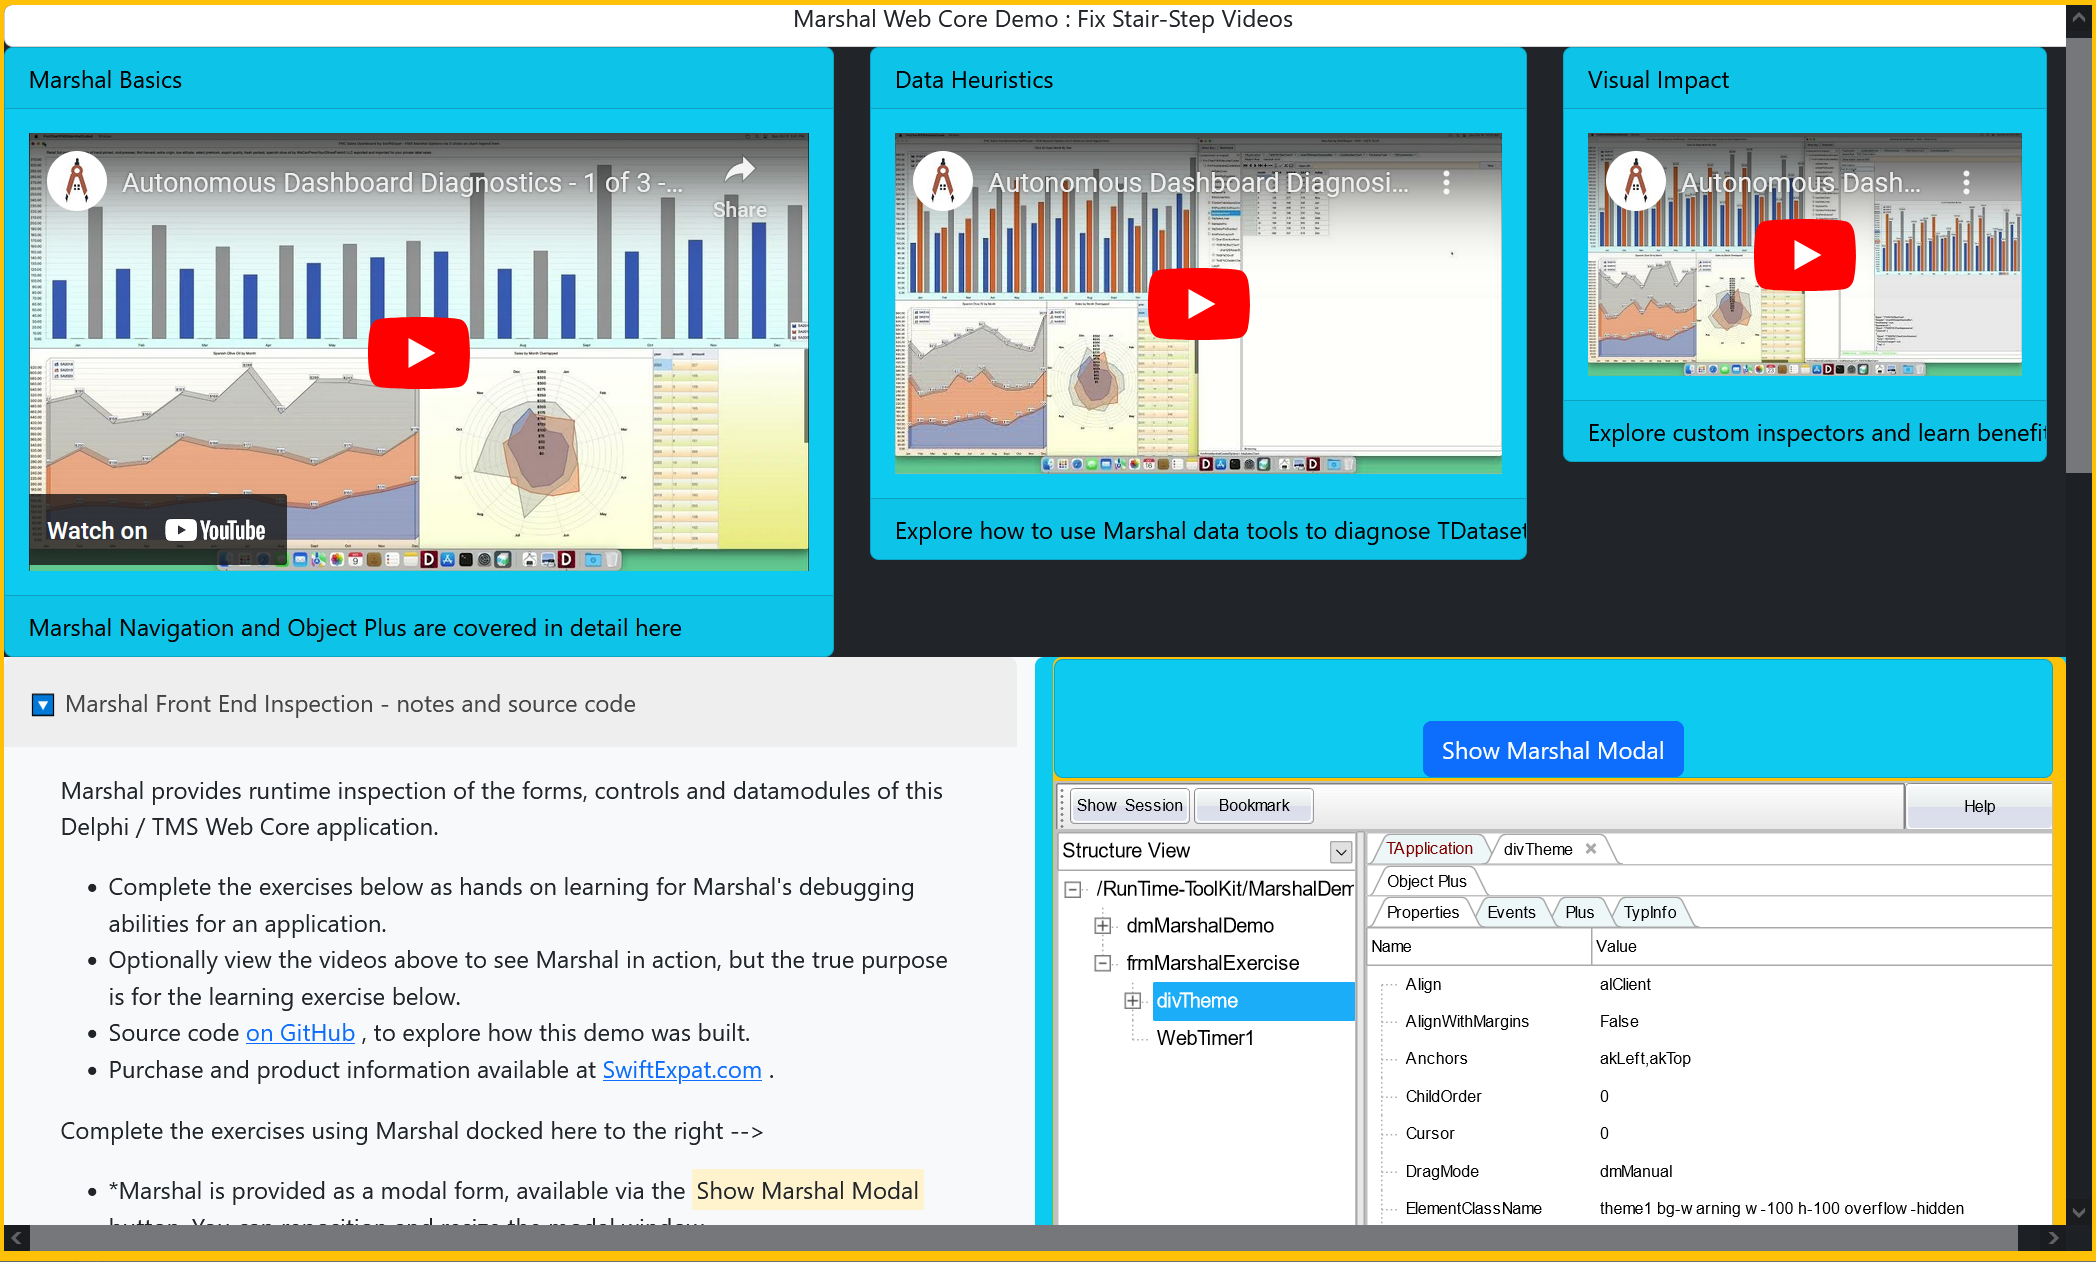 Marshal Web Core Demo : Fix Stair-Step Videos
Marshal Basics
Autonomous Dashboard Diagnostics - 1 of 3 -...
Share
Watch on YouTube
Marshal Navigation and Object Plus are covered in detail here
Data Heuristics
Autonomous Dashboard Diagnosi...
Explore how to use Marshal data tools to diagnose TDataset
Visual Impact
Autonomous Dash...
Explore custom inspectors and learn benefit
Marshal Front End Inspection - notes and source code
Marshal provides runtime inspection of the forms, controls and datamodules of this
Delphi / TMS Web Core application.
• Complete the exercises below as hands on learning for Marshal's debugging
abilities for an application.
• Optionally view the videos above to see Marshal in action, but the true purpose
is for the learning exercise below.
• Source code on GitHub , to explore how this demo was built.
• Purchase and product information available at SwiftExpat.com .
Complete the exercises using Marshal docked here to the right -->
• *Marshal is provided as a modal form, available via the Show Marshal Modal
button. You can reposition and resize the modal window
Show Marshal Modal
Show Session
Bookmark
Help
Structure View
/RunTime-ToolKit/MarshalDem
dmMarshalDemo
frmMarshalExercise
divTheme
WebTimer1
TApplication
divTheme
Object Plus
Properties
Events
Plus
TypInfo
Name Value
Align alClient
AlignWithMargins False
Anchors akLeft,akTop
ChildOrder 0
Cursor 0
DragMode dmManual
ElementClassName theme1 bg-warning w-100 h-100 overflow-hidden